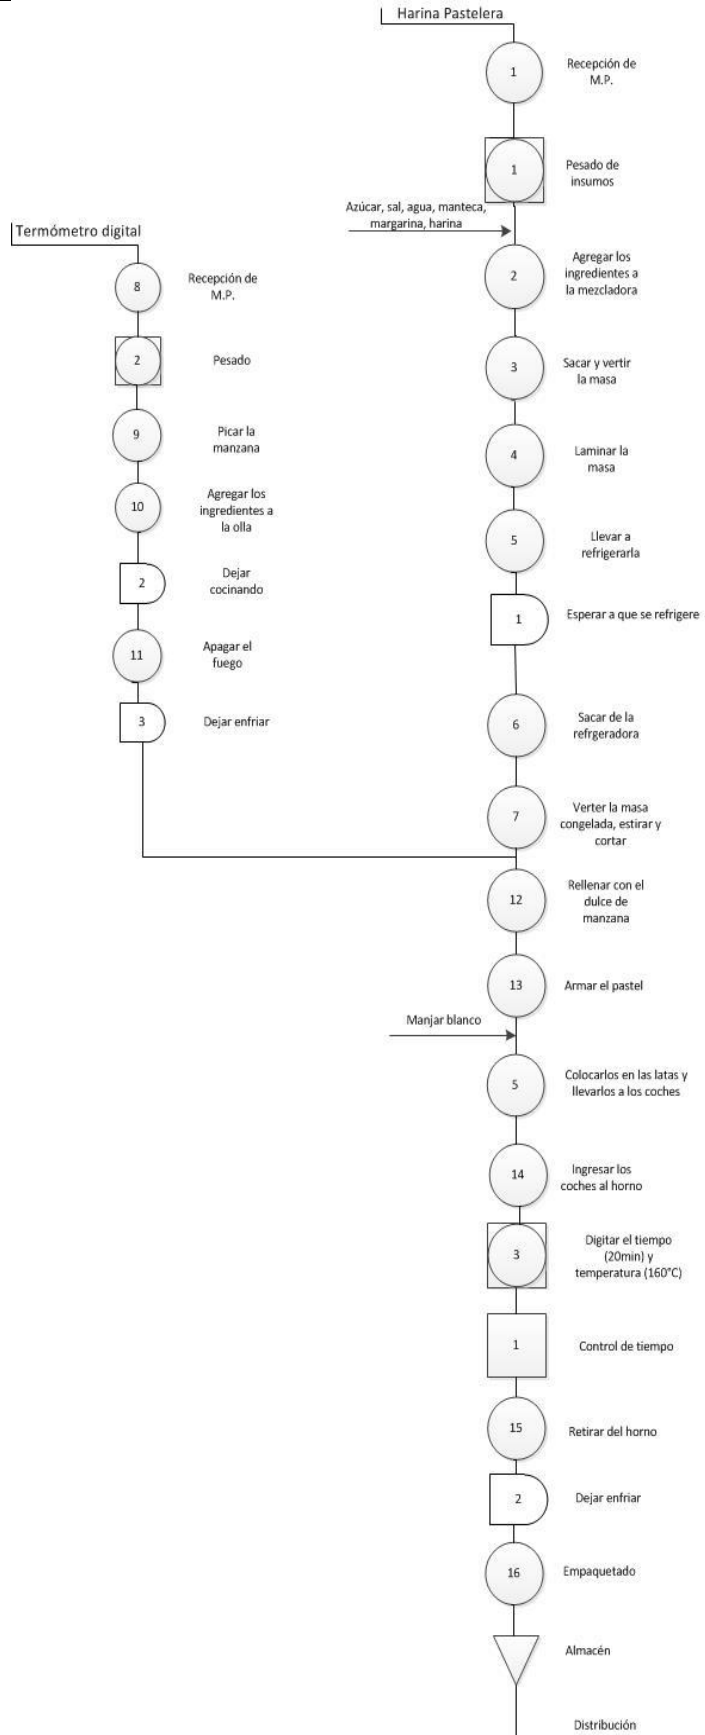 Harina Pastelera
1
Recepción de
M.P.
1
Pesado de
insumos
Azúcar, sal, agua, manteca,
margarina, harina
2
Agregar los
ingredientes a
la mezcladora
3
Sacar y vertir
la masa
4
Laminar la
masa
5
Llevar a
refrigerarla
1
Esperar a que se refrigere
6
Sacar de la
refrgeradora
7
Verter la masa
congelada, estirar y
cortar
Termómetro digital
8
Recepción de
M.P.
2
Pesado
9
Picar la
manzana
10
Agregar los
ingredientes a
la olla
2
Dejar
cocinando
11
Apagar el
fuego
3
Dejar enfriar
12
Rellenar con el
dulce de
manzana
13
Armar el pastel
Manjar blanco
5
Colocarlos en las latas y
llevarlos a los coches
14
Ingresar los
coches al horno
3
Digitar el tiempo
(20min) y
temperatura (160°C)
1
Control de tiempo
15
Retirar del horno
2
Dejar enfriar
16
Empaquetado
Almacén
Distribución